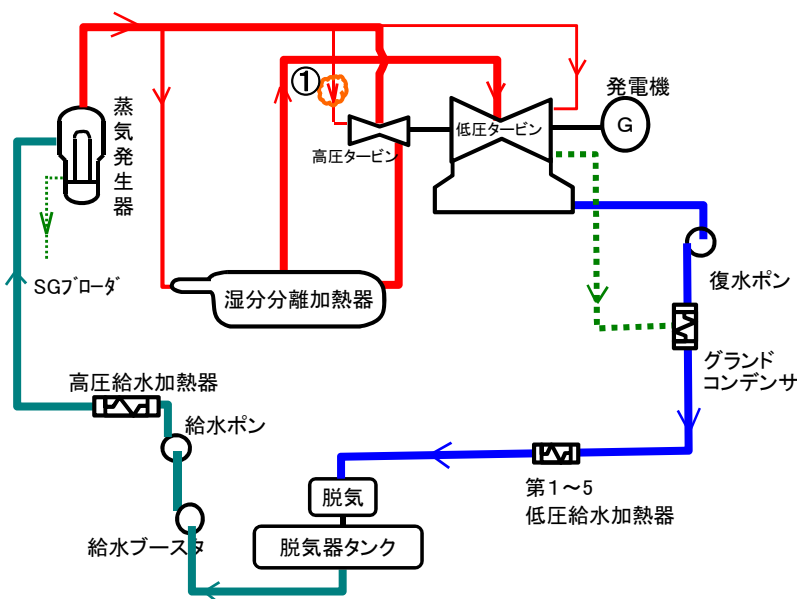 ①
発電機
G
蒸気発生器
低圧タービン
高圧タービン
SGブローダ
湿分分離加熱器
復水ポン
グランド
コンデンサ
高圧給水加熱器
給水ポン
第1～5
低圧給水加熱器
脱気
給水ブースタ
脱気器タンク